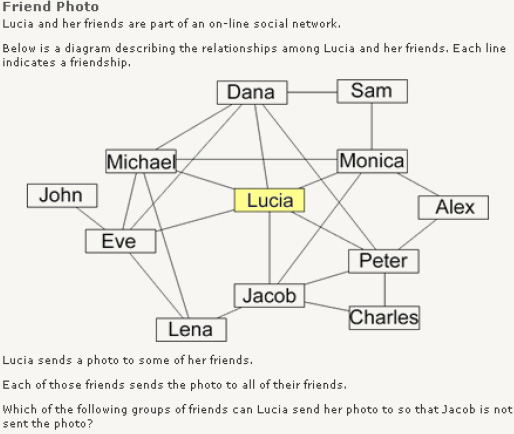 Friend Photo
Lucia and her friends are part of an on-line social network.
Below is a diagram describing the relationships among Lucia and her friends. Each line
indicates a friendship.
Dana
Sam
Michael
Monica
John
Lucia
Alex
Eve
Peter
Jacob
Charles
Lena
Lucia sends a photo to some of her friends.
Each of those friends sends the photo to all of their friends.
Which of the following groups of friends can Lucia send her photo to so that Jacob is not
sent the photo?